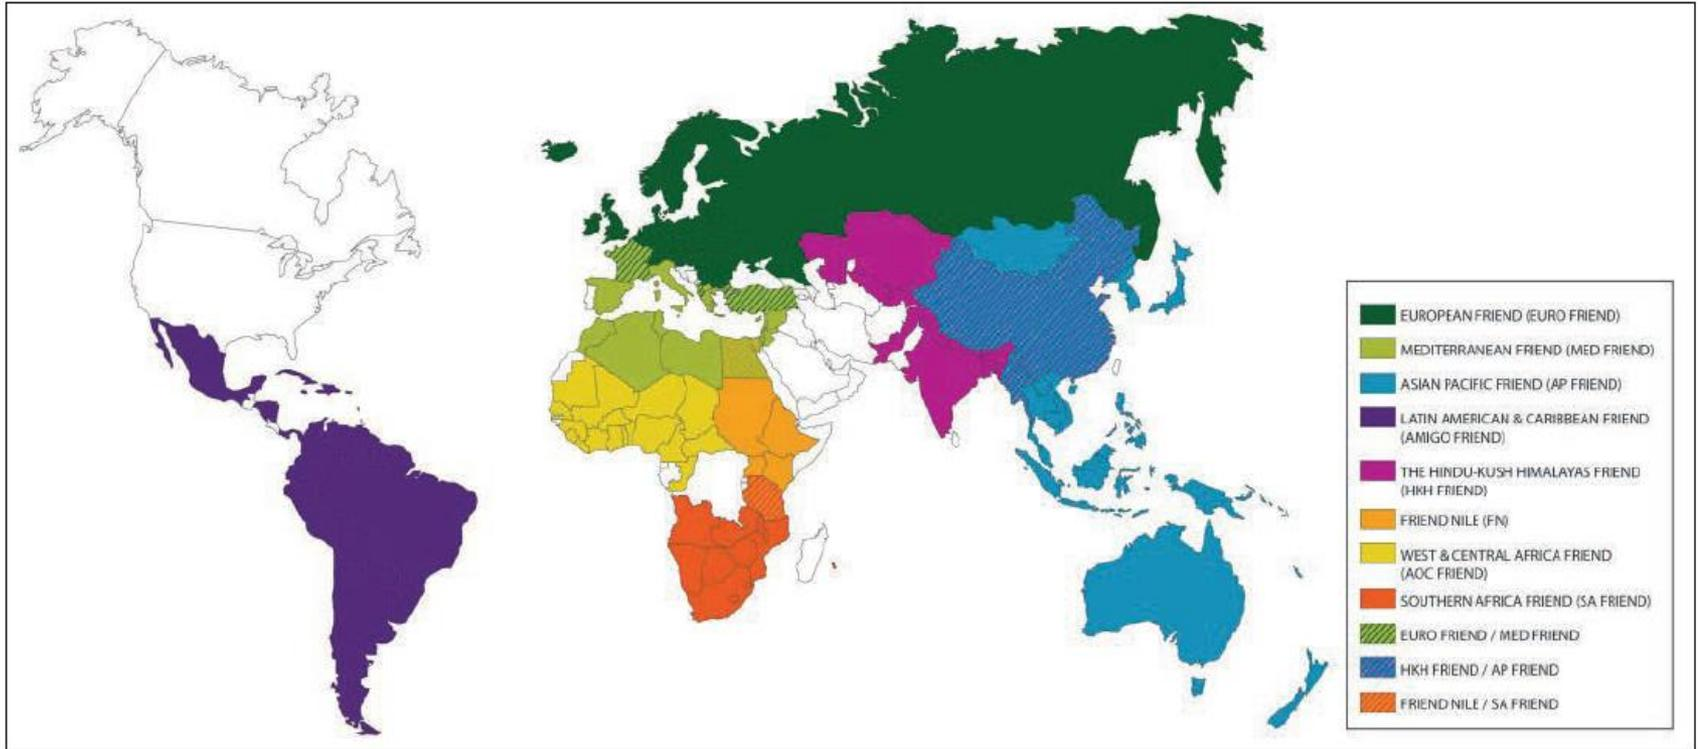 EUROPEAN FRIEND (EURO FRIEND)
MEDITERRANEAN FRIEND (MED FRIEND)
ASIAN PACIFIC FRIEND (AP FRIEND)
LATIN AMERICAN & CARIBBEAN FRIEND
(AMIGO FRIEND)
THE HINDU-KUSH HIMALAYAS FRIEND
(HKH FRIEND)
FRIEND NILE (FN)
WEST & CENTRAL AFRICA FRIEND
(AOC FRIEND)
SOUTHERN AFRICA FRIEND (SA FRIEND)
EURO FRIEND / MED FRIEND
HKH FRIEND / AP FRIEND
FRIEND NILE / SA FRIEND